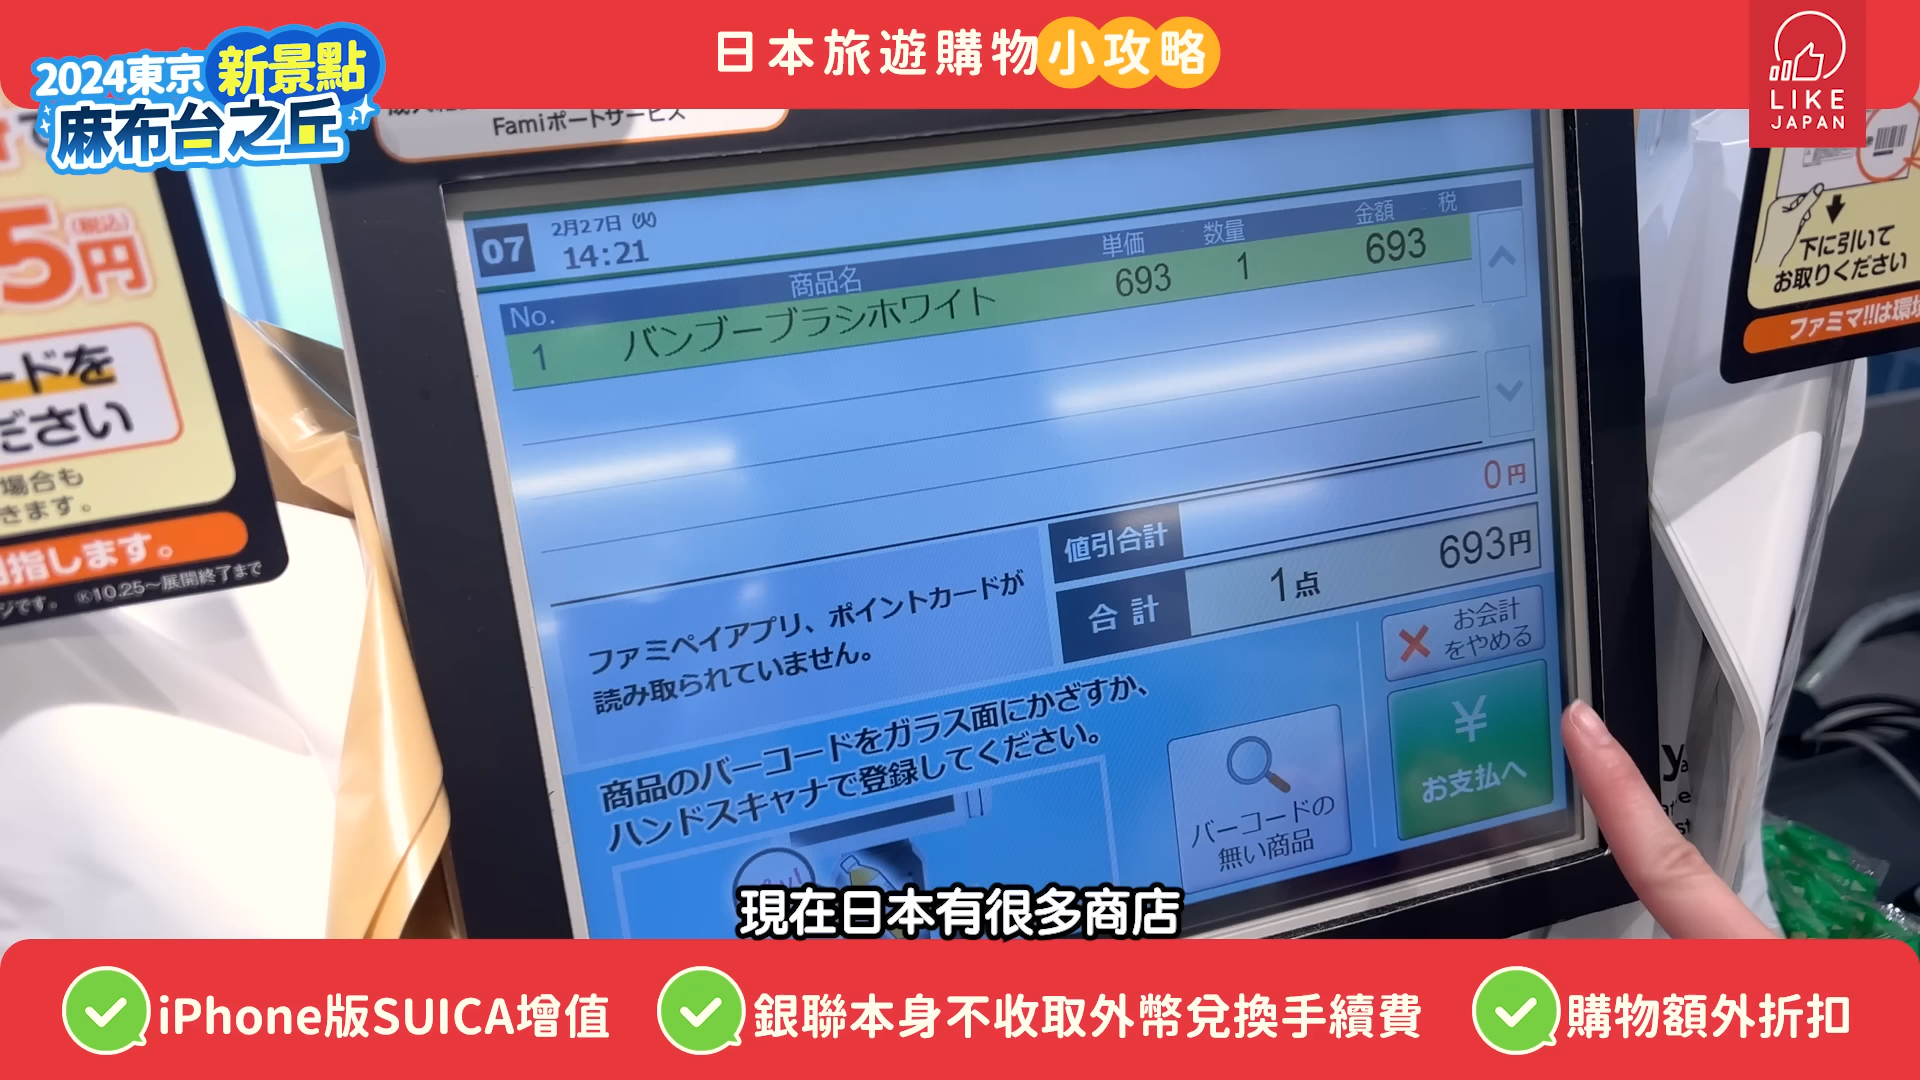 日本旅遊購物小攻略
2024東京新景點
麻布台之丘
LIKE
JAPAN
Famiポートサービス
07
2月27日(火)
14:21
No. 商品名 単価 数量 金額 税
1 バンブーブラシホワイト 693 1 693
値引合計 0円
合計 1点 693円
ファミペイアプリ、ポイントカードが
読み取られていません。
商品のバーコードをガラス面にかざすか、
ハンドスキャナで登録してください。
バーコードの
無い商品
お会計
をやめる
¥
お支払へ
5円
(税込)
ードを
ださい
場合も
きます。
目指します。
ジです。 ※10.25~展開終了まで
下に引いて
お取りください
ファミマ!!は環境
現在日本有很多商店
iPhone版SUICA增值
銀聯本身不收取外幣兌換手續費
購物額外折扣